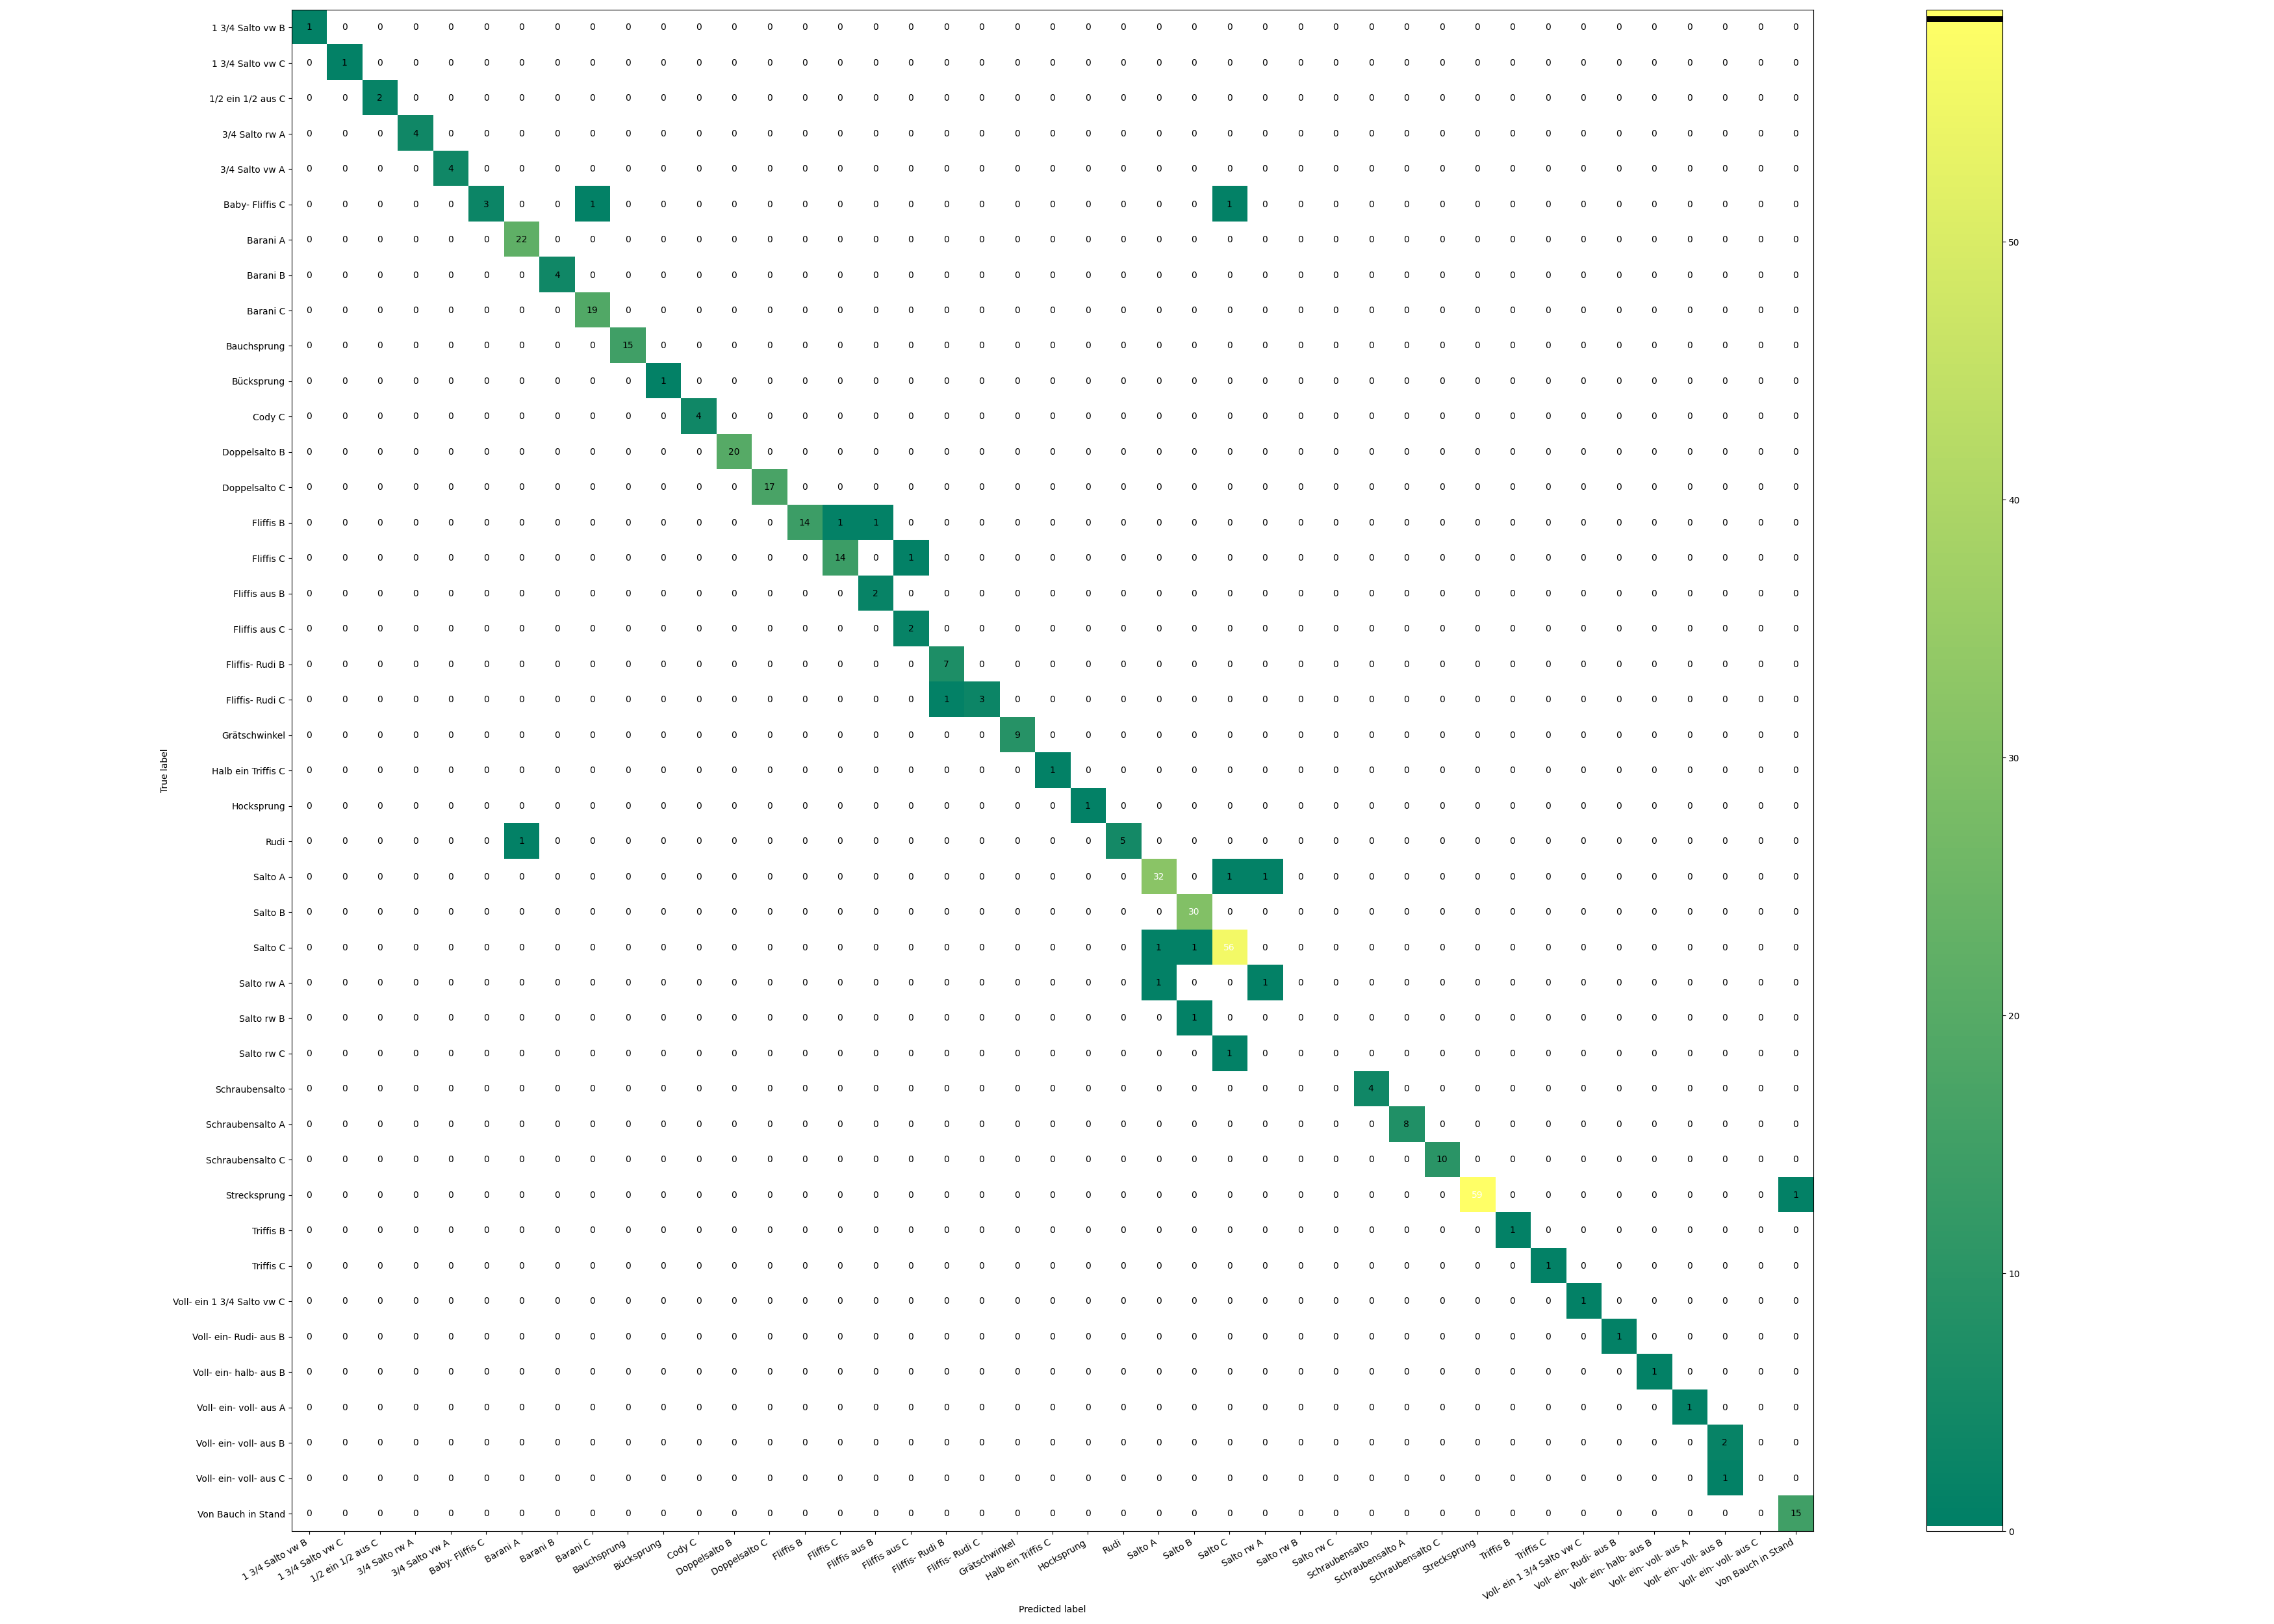 1 3/4 Salto vw B 1 0 0 0 0 0 0 0 0 0 0 0 0 0 0 0 0 0 0 0 0 0 0 0 0 0 0 0 0 0 0 0 0 0 0 0 0 0 0 0 0 0 0
1 3/4 Salto vw C 0 1 0 0 0 0 0 0 0 0 0 0 0 0 0 0 0 0 0 0 0 0 0 0 0 0 0 0 0 0 0 0 0 0 0 0 0 0 0 0 0 0 0
1/2 ein 1/2 aus C 0 0 2 0 0 0 0 0 0 0 0 0 0 0 0 0 0 0 0 0 0 0 0 0 0 0 0 0 0 0 0 0 0 0 0 0 0 0 0 0 0 0 0
3/4 Salto rw A 0 0 0 4 0 0 0 0 0 0 0 0 0 0 0 0 0 0 0 0 0 0 0 0 0 0 0 0 0 0 0 0 0 0 0 0 0 0 0 0 0 0 0
3/4 Salto vw A 0 0 0 0 4 0 0 0 0 0 0 0 0 0 0 0 0 0 0 0 0 0 0 0 0 0 0 0 0 0 0 0 0 0 0 0 0 0 0 0 0 0 0
Baby- Fliffis C 0 0 0 0 0 3 0 0 1 0 0 0 0 0 0 0 0 0 0 0 0 0 0 0 0 0 1 0 0 0 0 0 0 0 0 0 0 0 0 0 0 0 0
Barani A 0 0 0 0 0 0 22 0 0 0 0 0 0 0 0 0 0 0 0 0 0 0 0 0 0 0 0 0 0 0 0 0 0 0 0 0 0 0 0 0 0 0 0
Barani B 0 0 0 0 0 0 0 4 0 0 0 0 0 0 0 0 0 0 0 0 0 0 0 0 0 0 0 0 0 0 0 0 0 0 0 0 0 0 0 0 0 0 0
Barani C 0 0 0 0 0 0 0 0 19 0 0 0 0 0 0 0 0 0 0 0 0 0 0 0 0 0 0 0 0 0 0 0 0 0 0 0 0 0 0 0 0 0 0
Bauchsprung 0 0 0 0 0 0 0 0 0 15 0 0 0 0 0 0 0 0 0 0 0 0 0 0 0 0 0 0 0 0 0 0 0 0 0 0 0 0 0 0 0 0 0
Bücksprung 0 0 0 0 0 0 0 0 0 0 1 0 0 0 0 0 0 0 0 0 0 0 0 0 0 0 0 0 0 0 0 0 0 0 0 0 0 0 0 0 0 0 0
Cody C 0 0 0 0 0 0 0 0 0 0 0 4 0 0 0 0 0 0 0 0 0 0 0 0 0 0 0 0 0 0 0 0 0 0 0 0 0 0 0 0 0 0 0
Doppelsalto B 0 0 0 0 0 0 0 0 0 0 0 0 20 0 0 0 0 0 0 0 0 0 0 0 0 0 0 0 0 0 0 0 0 0 0 0 0 0 0 0 0 0 0
Doppelsalto C 0 0 0 0 0 0 0 0 0 0 0 0 0 17 0 0 0 0 0 0 0 0 0 0 0 0 0 0 0 0 0 0 0 0 0 0 0 0 0 0 0 0 0
Fliffis B 0 0 0 0 0 0 0 0 0 0 0 0 0 0 14 1 1 0 0 0 0 0 0 0 0 0 0 0 0 0 0 0 0 0 0 0 0 0 0 0 0 0 0
Fliffis C 0 0 0 0 0 0 0 0 0 0 0 0 0 0 0 14 0 1 0 0 0 0 0 0 0 0 0 0 0 0 0 0 0 0 0 0 0 0 0 0 0 0 0
Fliffis aus B 0 0 0 0 0 0 0 0 0 0 0 0 0 0 0 0 2 0 0 0 0 0 0 0 0 0 0 0 0 0 0 0 0 0 0 0 0 0 0 0 0 0 0
Fliffis aus C 0 0 0 0 0 0 0 0 0 0 0 0 0 0 0 0 0 2 0 0 0 0 0 0 0 0 0 0 0 0 0 0 0 0 0 0 0 0 0 0 0 0 0
Fliffis- Rudi B 0 0 0 0 0 0 0 0 0 0 0 0 0 0 0 0 0 0 7 0 0 0 0 0 0 0 0 0 0 0 0 0 0 0 0 0 0 0 0 0 0 0 0
Fliffis- Rudi C 0 0 0 0 0 0 0 0 0 0 0 0 0 0 0 0 0 0 1 3 0 0 0 0 0 0 0 0 0 0 0 0 0 0 0 0 0 0 0 0 0 0 0
Grätschwinkel 0 0 0 0 0 0 0 0 0 0 0 0 0 0 0 0 0 0 0 0 9 0 0 0 0 0 0 0 0 0 0 0 0 0 0 0 0 0 0 0 0 0 0
Halb ein Triffis C 0 0 0 0 0 0 0 0 0 0 0 0 0 0 0 0 0 0 0 0 0 1 0 0 0 0 0 0 0 0 0 0 0 0 0 0 0 0 0 0 0 0 0
Hocksprung 0 0 0 0 0 0 0 0 0 0 0 0 0 0 0 0 0 0 0 0 0 0 1 0 0 0 0 0 0 0 0 0 0 0 0 0 0 0 0 0 0 0 0
Rudi 0 0 0 0 0 0 1 0 0 0 0 0 0 0 0 0 0 0 0 0 0 0 0 5 0 0 0 0 0 0 0 0 0 0 0 0 0 0 0 0 0 0 0
Salto A 0 0 0 0 0 0 0 0 0 0 0 0 0 0 0 0 0 0 0 0 0 0 0 0 32 0 1 1 0 0 0 0 0 0 0 0 0 0 0 0 0 0 0
Salto B 0 0 0 0 0 0 0 0 0 0 0 0 0 0 0 0 0 0 0 0 0 0 0 0 0 30 0 0 0 0 0 0 0 0 0 0 0 0 0 0 0 0 0
Salto C 0 0 0 0 0 0 0 0 0 0 0 0 0 0 0 0 0 0 0 0 0 0 0 0 1 1 0 0 0 0 0 0 0 0 0 0 0 0 0 0 0 0
Salto rw A 0 0 0 0 0 0 0 0 0 0 0 0 0 0 0 0 0 0 0 0 0 0 0 0 1 0 0 1 0 0 0 0 0 0 0 0 0 0 0 0 0 0 0
Salto rw B 0 0 0 0 0 0 0 0 0 0 0 0 0 0 0 0 0 0 0 0 0 0 0 0 0 1 0 0 0 0 0 0 0 0 0 0 0 0 0 0 0 0 0
Salto rw C 0 0 0 0 0 0 0 0 0 0 0 0 0 0 0 0 0 0 0 0 0 0 0 0 0 0 1 0 0 0 0 0 0 0 0 0 0 0 0 0 0 0 0
Schraubensalto 0 0 0 0 0 0 0 0 0 0 0 0 0 0 0 0 0 0 0 0 0 0 0 0 0 0 0 0 0 0 4 0 0 0 0 0 0 0 0 0 0 0 0
Schraubensalto A 0 0 0 0 0 0 0 0 0 0 0 0 0 0 0 0 0 0 0 0 0 0 0 0 0 0 0 0 0 0 0 8 0 0 0 0 0 0 0 0 0 0 0
Schraubensalto C 0 0 0 0 0 0 0 0 0 0 0 0 0 0 0 0 0 0 0 0 0 0 0 0 0 0 0 0 0 0 0 0 10 0 0 0 0 0 0 0 0 0 0
Strecksprung 0 0 0 0 0 0 0 0 0 0 0 0 0 0 0 0 0 0 0 0 0 0 0 0 0 0 0 0 0 0 0 0 0 0 0 0 0 0 0 0 0 1
Triffis B 0 0 0 0 0 0 0 0 0 0 0 0 0 0 0 0 0 0 0 0 0 0 0 0 0 0 0 0 0 0 0 0 0 0 1 0 0 0 0 0 0 0 0
Triffis C 0 0 0 0 0 0 0 0 0 0 0 0 0 0 0 0 0 0 0 0 0 0 0 0 0 0 0 0 0 0 0 0 0 0 0 1 0 0 0 0 0 0 0
Voll- ein 1 3/4 Salto vw C 0 0 0 0 0 0 0 0 0 0 0 0 0 0 0 0 0 0 0 0 0 0 0 0 0 0 0 0 0 0 0 0 0 0 0 0 1 0 0 0 0 0 0
Voll- ein- Rudi- aus B 0 0 0 0 0 0 0 0 0 0 0 0 0 0 0 0 0 0 0 0 0 0 0 0 0 0 0 0 0 0 0 0 0 0 0 0 0 1 0 0 0 0 0
Voll- ein- halb- aus B 0 0 0 0 0 0 0 0 0 0 0 0 0 0 0 0 0 0 0 0 0 0 0 0 0 0 0 0 0 0 0 0 0 0 0 0 0 0 1 0 0 0 0
Voll- ein- voll- aus A 0 0 0 0 0 0 0 0 0 0 0 0 0 0 0 0 0 0 0 0 0 0 0 0 0 0 0 0 0 0 0 0 0 0 0 0 0 0 0 1 0 0 0
Voll- ein- voll- aus B 0 0 0 0 0 0 0 0 0 0 0 0 0 0 0 0 0 0 0 0 0 0 0 0 0 0 0 0 0 0 0 0 0 0 0 0 0 0 0 0 2 0 0
Voll- ein- voll- aus C 0 0 0 0 0 0 0 0 0 0 0 0 0 0 0 0 0 0 0 0 0 0 0 0 0 0 0 0 0 0 0 0 0 0 0 0 0 0 0 0 1 0 0
Von Bauch in Stand 0 0 0 0 0 0 0 0 0 0 0 0 0 0 0 0 0 0 0 0 0 0 0 0 0 0 0 0 0 0 0 0 0 0 0 0 0 0 0 0 0 0 15
True label
1 3/4 Salto vw B
1 3/4 Salto vw C
1/2 ein 1/2 aus C
3/4 Salto rw A
3/4 Salto vw A
Baby- Fliffis C
Barani A
Barani B
Barani C
Bauchsprung
Bücksprung
Cody C
Doppelsalto B
Doppelsalto C
Fliffis B
Fliffis C
Fliffis aus B
Fliffis aus C
Fliffis- Rudi B
Fliffis- Rudi C
Grätschwinkel
Halb ein Triffis C
Hocksprung
Rudi
Salto A
Salto B
Salto C
Salto rw A
Salto rw B
Salto rw C
Schraubensalto
Schraubensalto A
Schraubensalto C
Strecksprung
Triffis B
Triffis C
Voll- ein 1 3/4 Salto vw C
Voll- ein- Rudi- aus B
Voll- ein- halb- aus B
Voll- ein- voll- aus A
Voll- ein- voll- aus B
Voll- ein- voll- aus C
Von Bauch in Stand
Predicted label
50
40
30
20
10
0